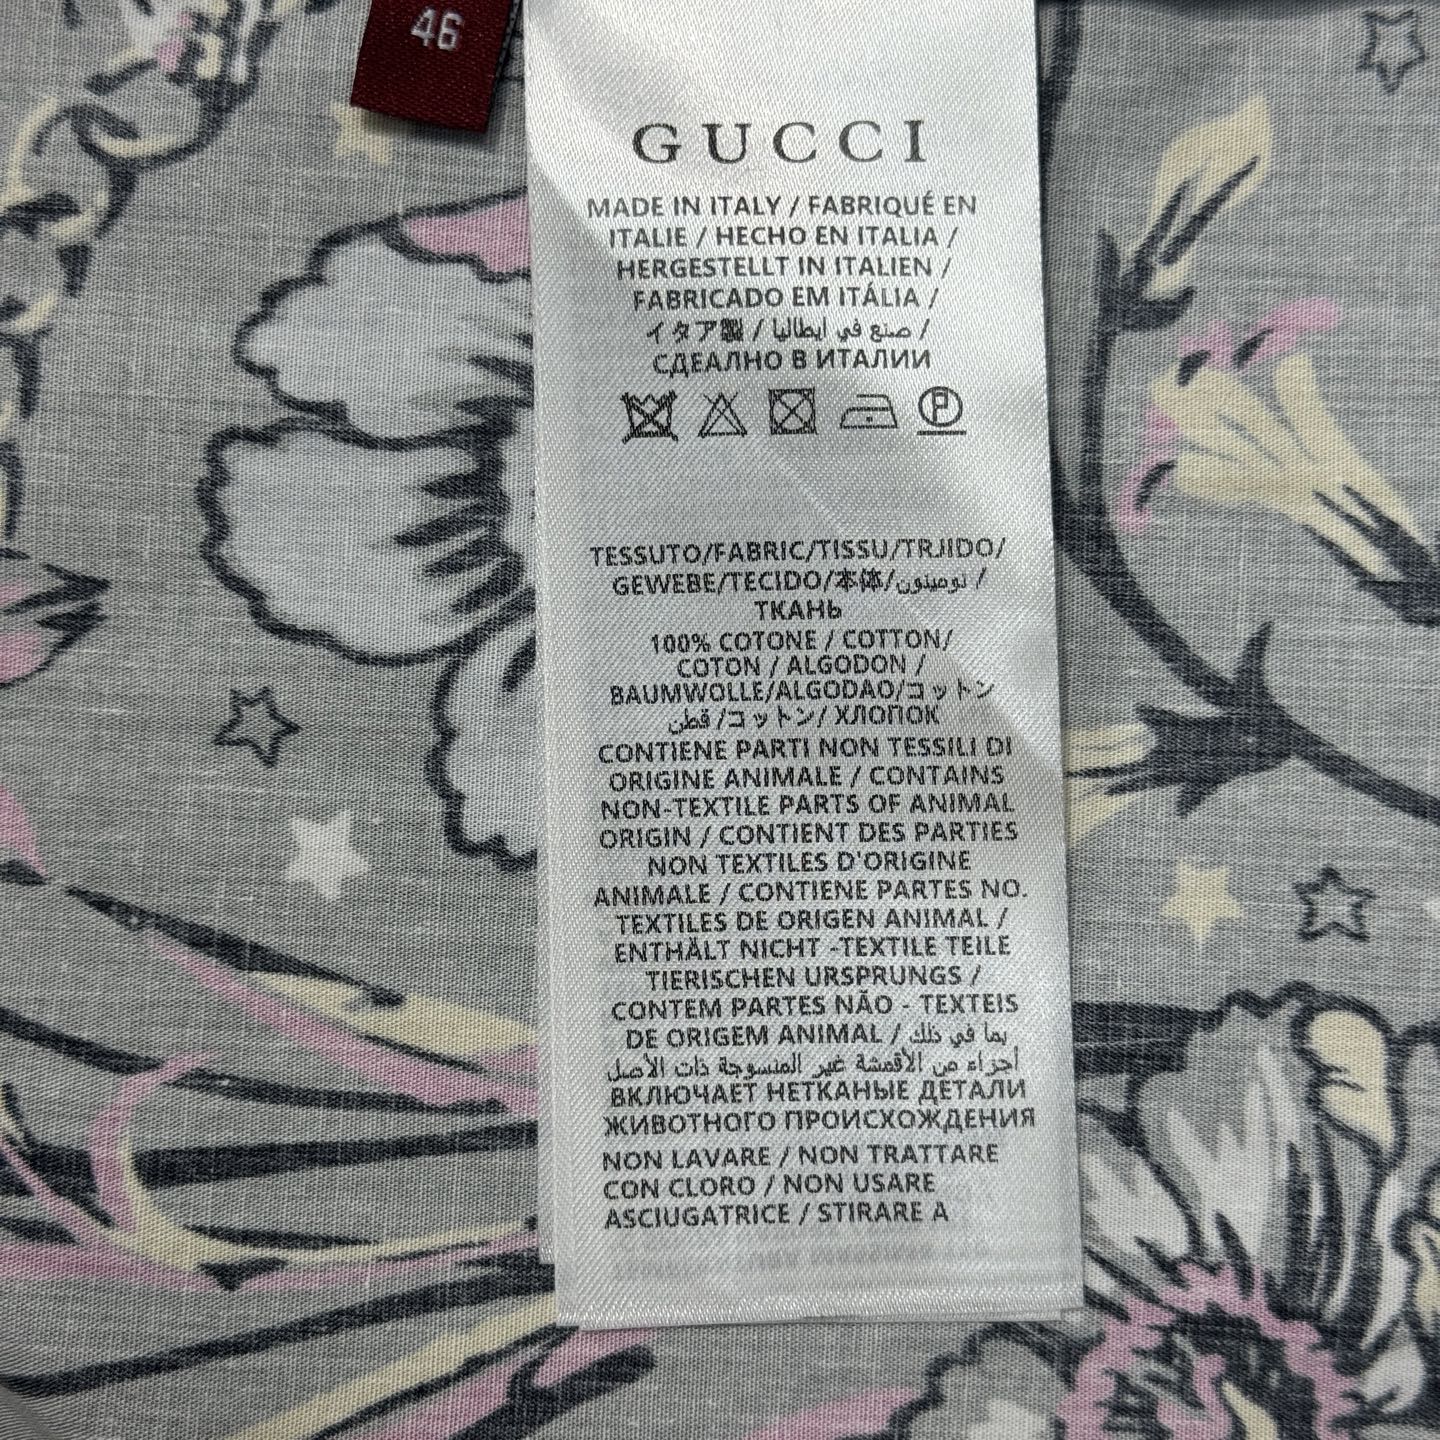 46
GUCCI
MADE IN ITALY / FABRIQUÉ EN
ITALIE / HECHO EN ITALIA /
HERGESTELLT IN ITALIEN /
FABRICADO EM ITÁLIA /
イタア製 / صنع في ايطاليا /
СДЕАЛНО В ИТАЛИИ
P
TESSUTO/FABRIC/TISSU/TRJIDO/
GEWEBE/TECIDO/本体/نوميتون /
ТКАНЬ
100% COTONE / COTTON/
COTON / ALGODON /
BAUMWOLLE/ALGODAO/コットン
قطن /コットン/ ХЛОПОК
CONTIENE PARTI NON TESSILI DI
ORIGINE ANIMALE / CONTAINS
NON-TEXTILE PARTS OF ANIMAL
ORIGIN / CONTIENT DES PARTIES
NON TEXTILES D'ORIGINE
ANIMALE / CONTIENE PARTES NO.
TEXTILES DE ORIGEN ANIMAL /
ENTHÄLT NICHT -TEXTILE TEILE
TIERISCHEN URSPRUNGS /
CONTEM PARTES NÃO - TEXTEIS
DE ORIGEM ANIMAL / بما في ذلك
أجزاء من الأقمشة غير المنسوجة ذات الأصل
ВКЛЮЧАЕТ НЕТКАНЫЕ ДЕТАЛИ
ЖИВОТНОГО ПРОИСХОЖДЕНИЯ
NON LAVARE / NON TRATTARE
CON CLORO / NON USARE
ASCIUGATRICE / STIRARE A